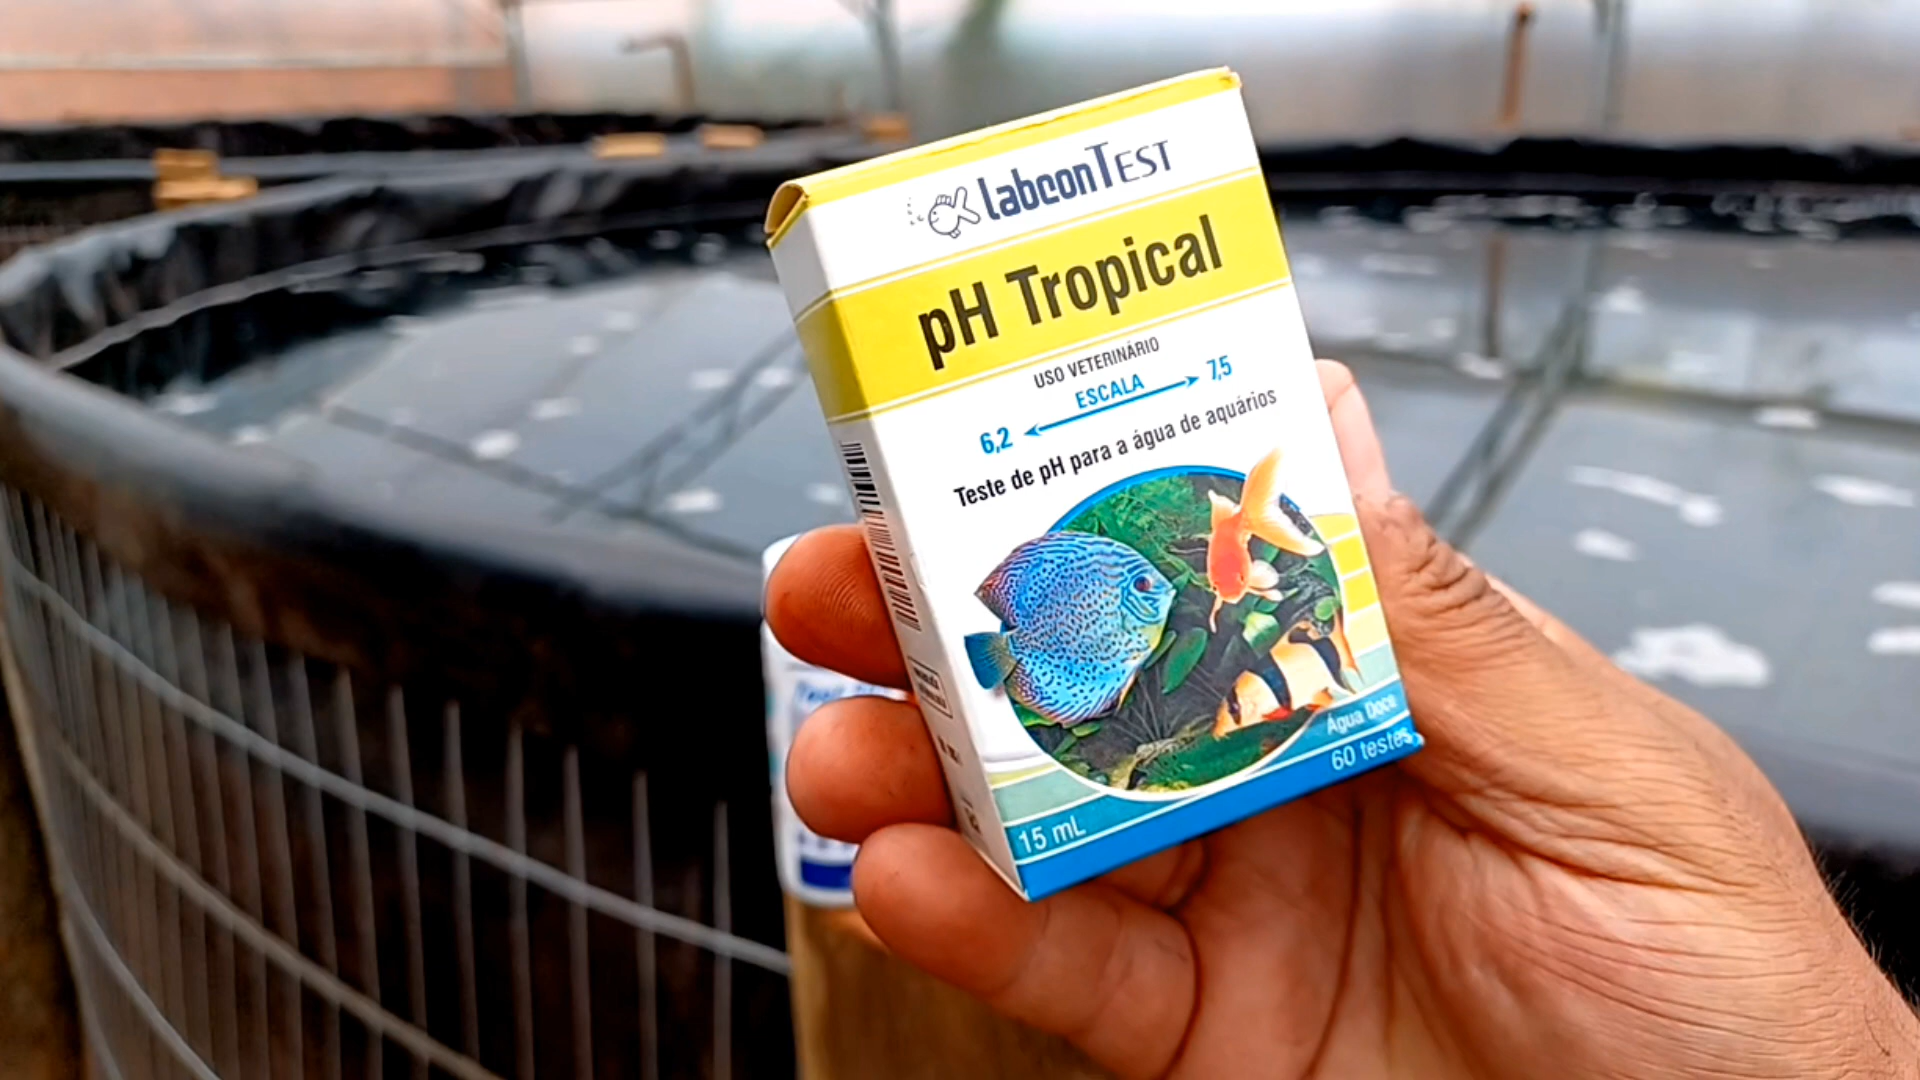 labconTEST
pH Tropical
USO VETERINÁRIO
ESCALA
6,2 7,5
Teste de pH para a água de aquários
Água Doce
60 testes
15 mL